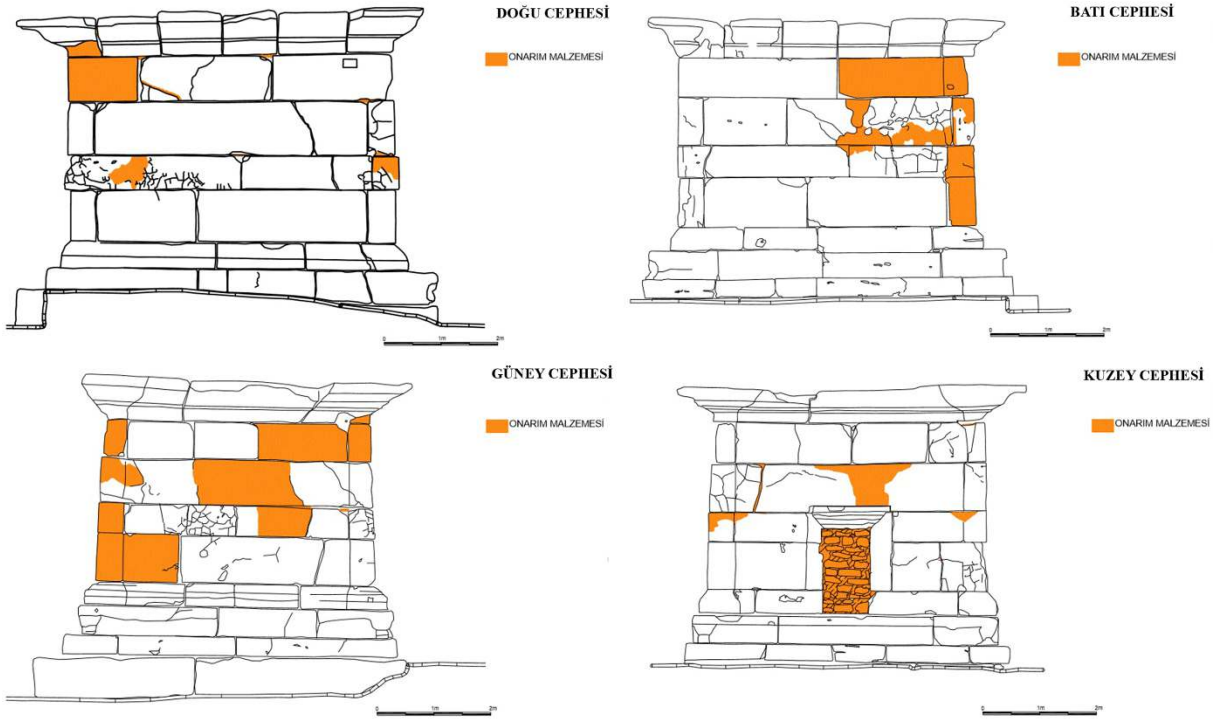 DOĞU CEPHESİ
ONARIM MALZEMESİ
0 1m 2m
BATI CEPHESİ
ONARIM MALZEMESİ
0 1m 2m
GÜNEY CEPHESİ
ONARIM MALZEMESİ
0 1m 2m
KUZEY CEPHESİ
ONARIM MALZEMESİ
0 1m 2m